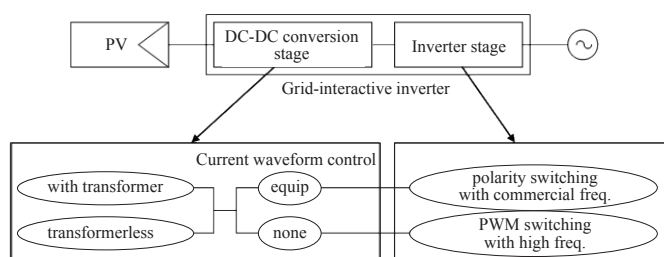 PV
DC-DC conversion
stage
Inverter stage
Grid-interactive inverter
Current waveform control
with transformer
equip
polarity switching
with commercial freq.
transformerless
none
PWM switching
with high freq.